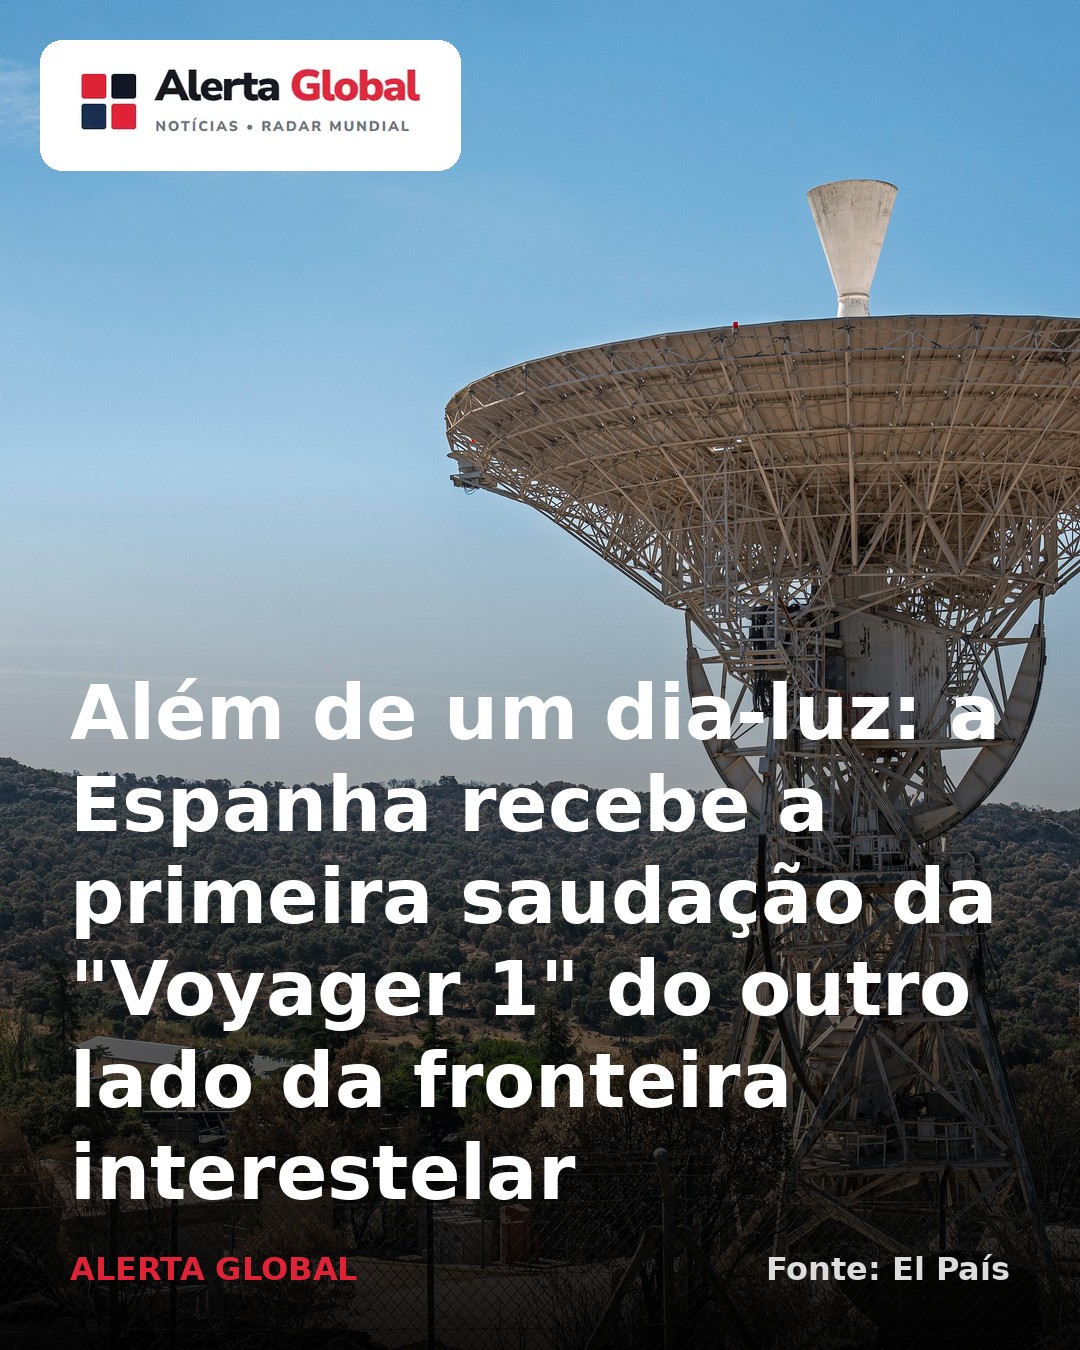 Alerta Global
NOTÍCIAS • RADAR MUNDIAL
Além de um dia-luz: a
Espanha recebe a
primeira saudação da
"Voyager 1" do outro
lado da fronteira
interestelar
ALERTA GLOBAL
Fonte: El País